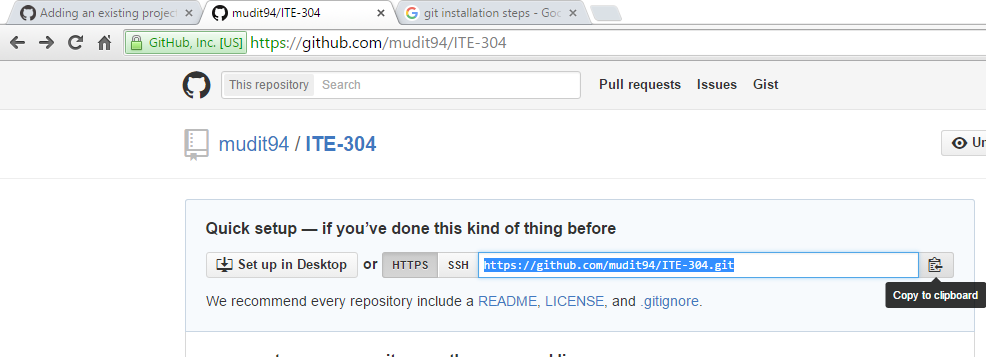 Adding an existing project
mudit94/ITE-304
git installation steps - Goo
GitHub, Inc. [US] https://github.com/mudit94/ITE-304
This repository Search Pull requests Issues Gist
mudit94 / ITE-304
Quick setup — if you've done this kind of thing before
Set up in Desktop or HTTPS SSH https://github.com/mudit94/ITE-304.git
Copy to clipboard
We recommend every repository include a README, LICENSE, and .gitignore.